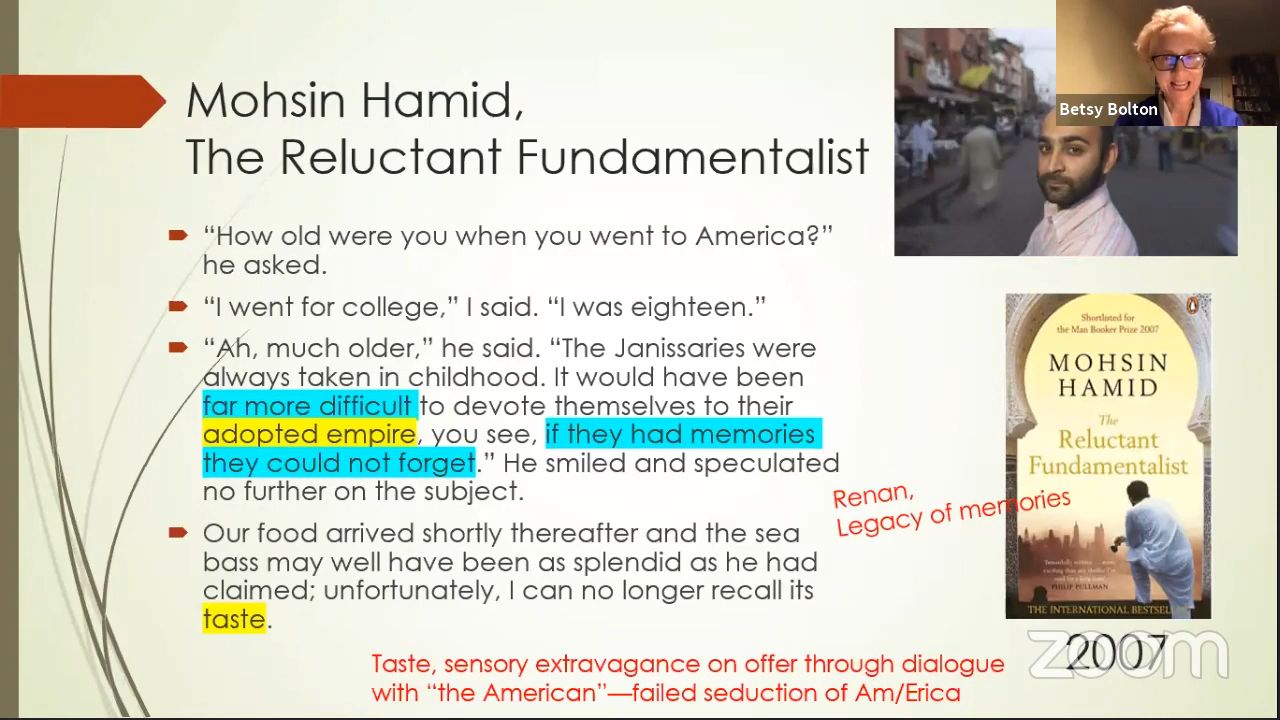 Betsy Bolton
Mohsin Hamid,
The Reluctant Fundamentalist
“How old were you when you went to America?”
he asked.
“I went for college,” I said. “I was eighteen.”
“Ah, much older,” he said. “The Janissaries were
always taken in childhood. It would have been
far more difficult to devote themselves to their
adopted empire, you see, if they had memories
they could not forget.” He smiled and speculated
no further on the subject.
Our food arrived shortly thereafter and the sea
bass may well have been as splendid as he had
claimed; unfortunately, I can no longer recall its
taste.
Renan,
Legacy of memories
Taste, sensory extravagance on offer through dialogue
with “the American”—failed seduction of Am/Erica
Shortlisted for
the Man Booker Prize 2007
MOHSIN
HAMID
The
Reluctant
Fundamentalist
PHILIP PULLMAN
THE INTERNATIONAL BESTSELLER
2007
zoom